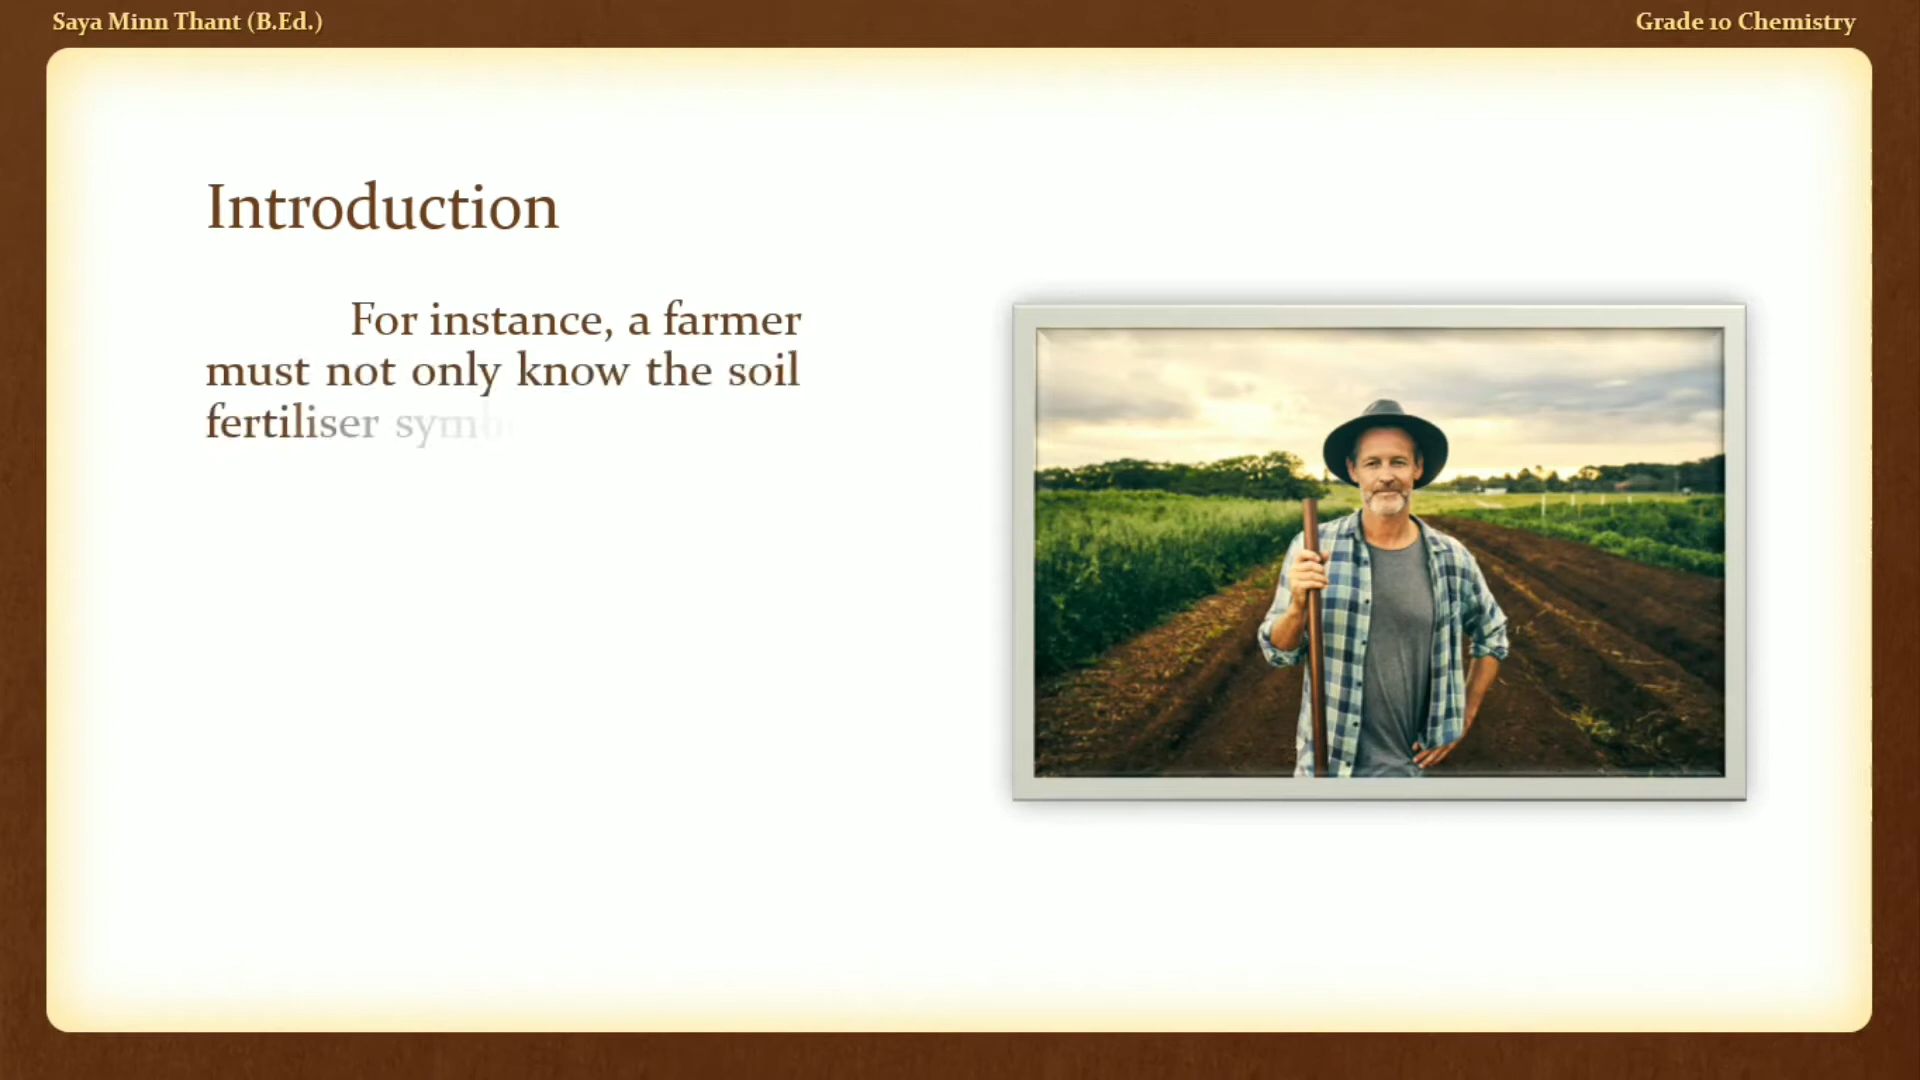 Saya Minn Thant (B.Ed.)
Grade 10 Chemistry
Introduction
For instance, a farmer
must not only know the soil
fertiliser